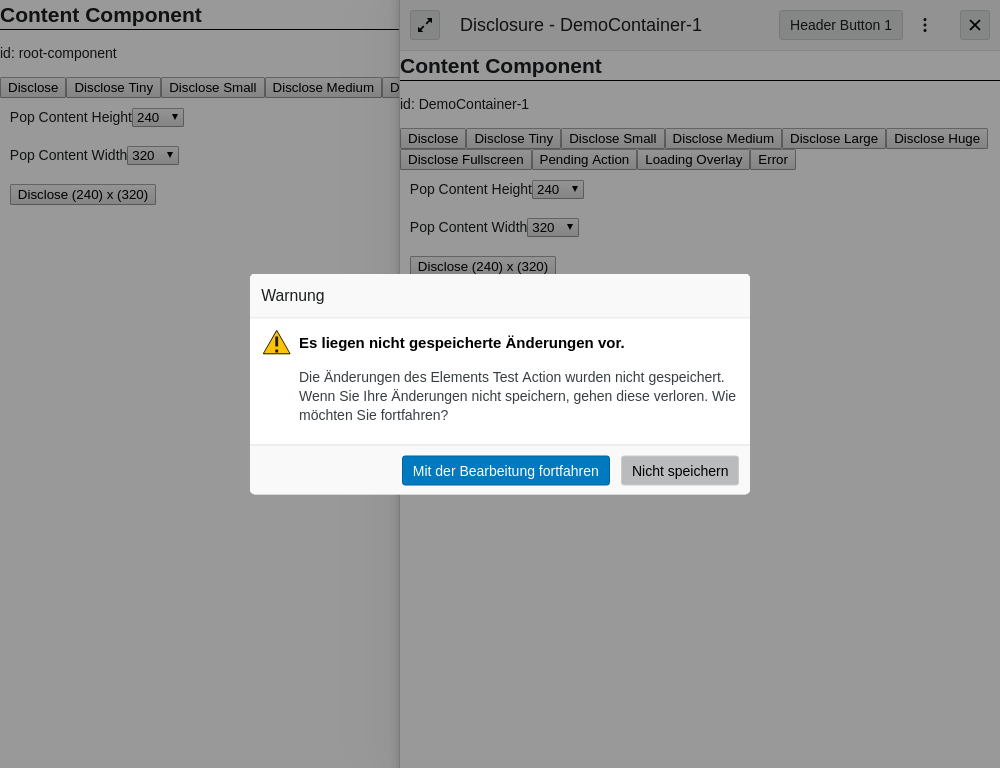 Content Component
id: root-component
Disclose Disclose Tiny Disclose Small Disclose Medium D
Pop Content Height 240
Pop Content Width 320
Disclose (240) x (320)
Disclosure - DemoContainer-1
Header Button 1
Content Component
id: DemoContainer-1
Disclose Disclose Tiny Disclose Small Disclose Medium Disclose Large Disclose Huge
Disclose Fullscreen Pending Action Loading Overlay Error
Pop Content Height 240
Pop Content Width 320
Disclose (240) x (320)
Warnung
Es liegen nicht gespeicherte Änderungen vor.
Die Änderungen des Elements Test Action wurden nicht gespeichert.
Wenn Sie Ihre Änderungen nicht speichern, gehen diese verloren. Wie
möchten Sie fortfahren?
Mit der Bearbeitung fortfahren Nicht speichern